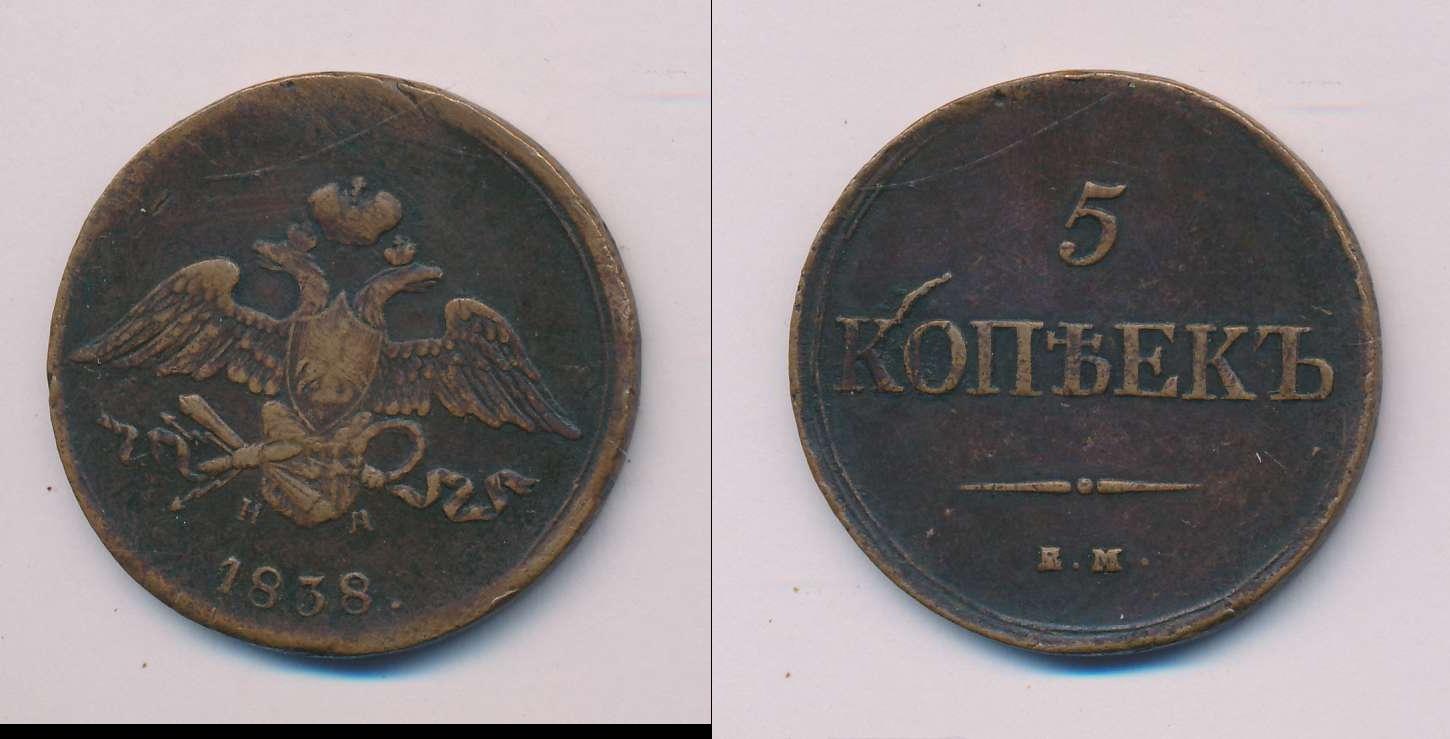 Н А
1838.
5
КОПѢЕКЪ
Е.М.